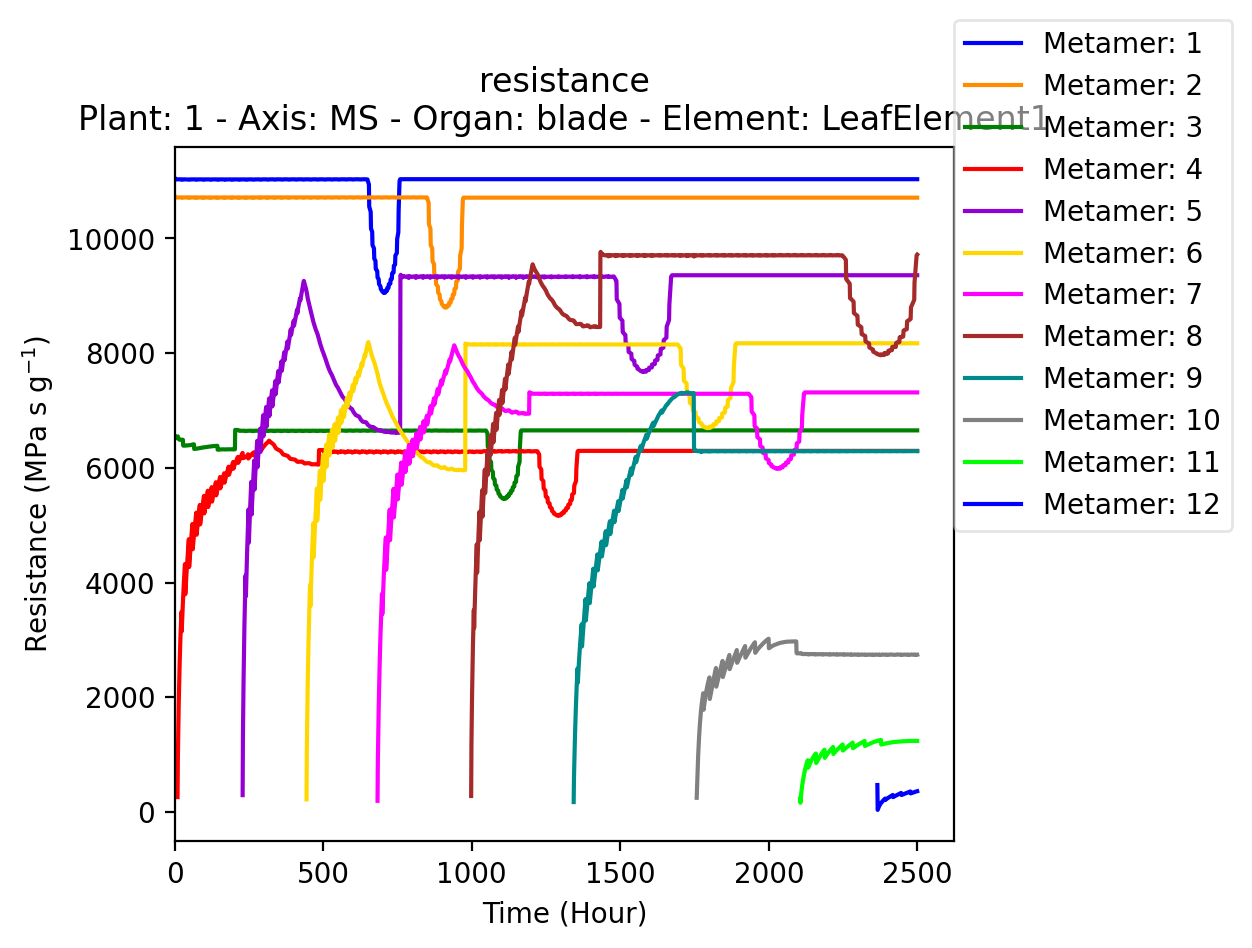 resistance
Plant: 1 - Axis: MS - Organ: blade - Element: LeafElement1
Metamer: 1
Metamer: 2
Metamer: 3
Metamer: 4
Metamer: 5
Metamer: 6
Metamer: 7
Metamer: 8
Metamer: 9
Metamer: 10
Metamer: 11
Metamer: 12
Resistance (MPa s g⁻¹)
10000
8000
6000
4000
2000
0
0 500 1000 1500 2000 2500
Time (Hour)